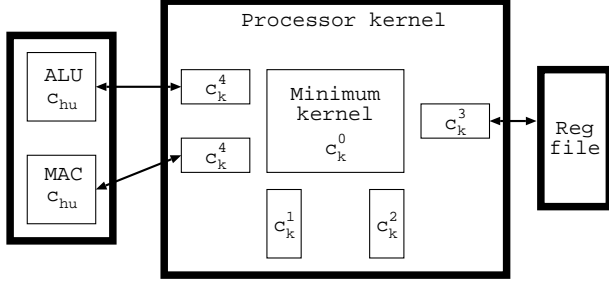 Processor kernel
ALU
c_hu
MAC
c_hu
c_k^4
c_k^4
Minimum
kernel
c_k^0
c_k^1
c_k^2
c_k^3
Reg
file